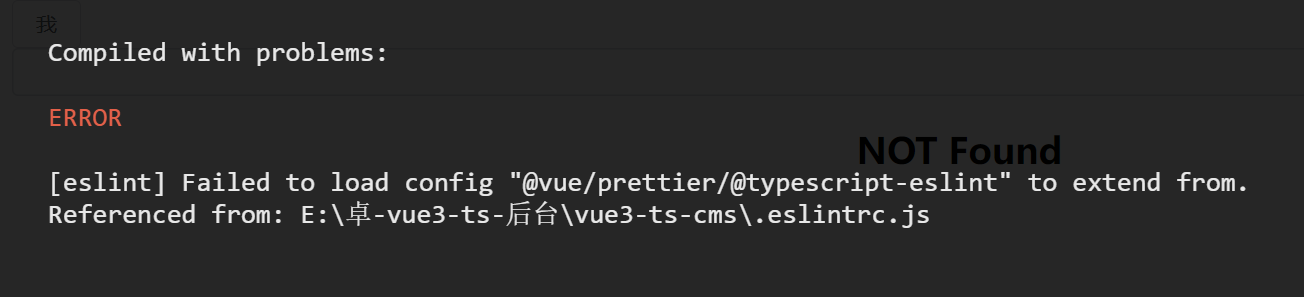 我
Compiled with problems:
ERROR
NOT Found
[eslint] Failed to load config "@vue/prettier/@typescript-eslint" to extend from.
Referenced from: E:\卓-vue3-ts-后台\vue3-ts-cms\.eslintrc.js